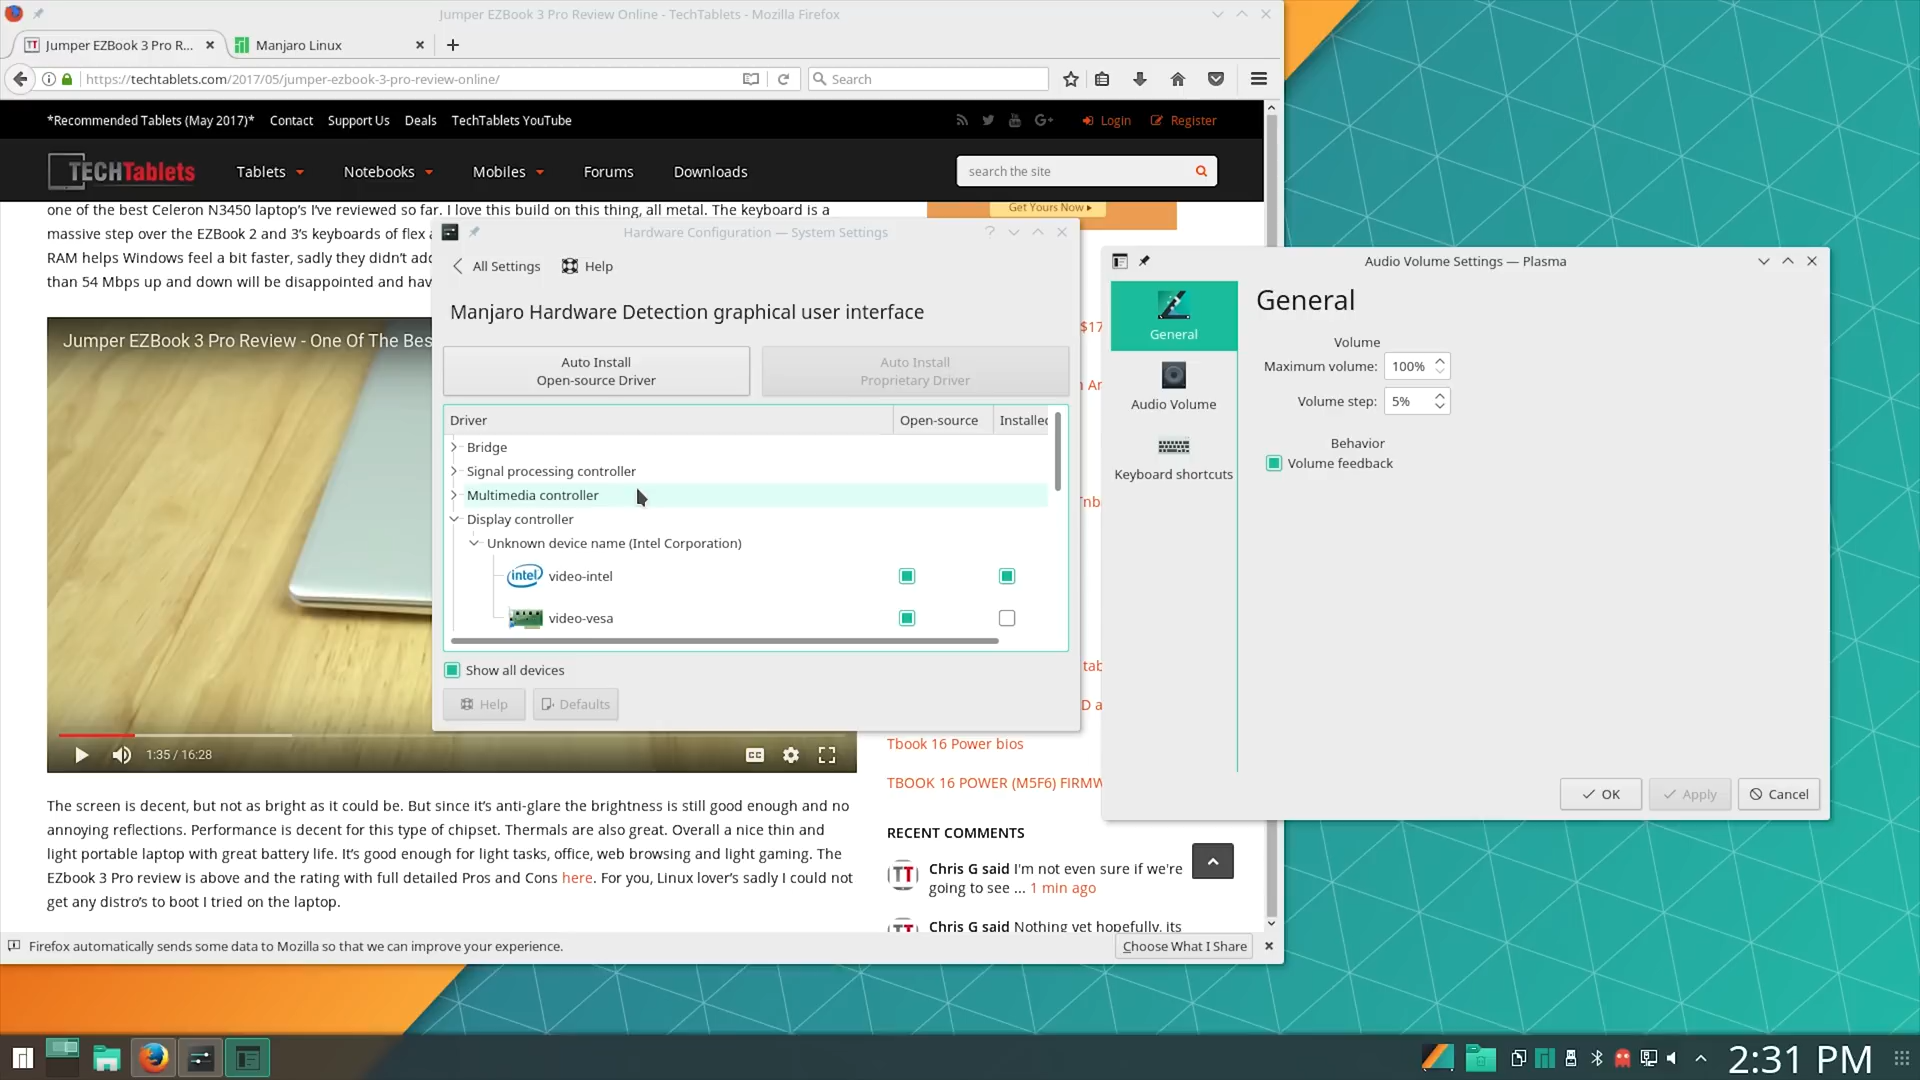 Jumper EZBook 3 Pro Review Online - TechTablets - Mozilla Firefox
Jumper EZBook 3 Pro R...
Manjaro Linux
https://techtablets.com/2017/05/jumper-ezbook-3-pro-review-online/
Search
*Recommended Tablets (May 2017)* Contact Support Us Deals TechTablets YouTube
Login Register
TECHTablets
Tablets Notebooks Mobiles Forums Downloads
search the site
one of the best Celeron N3450 laptop's I've reviewed so far. I love this build on this thing, all metal. The keyboard is a
massive step over the EZBook 2 and 3's keyboards of flex
RAM helps Windows feel a bit faster, sadly they didn't
than 54 Mbps up and down will be disappointed and
Get Yours Now
Jumper EZBook 3 Pro Review - One Of The
1:35 / 16:28
The screen is decent, but not as bright as it could be. But since it's anti-glare the brightness is still good enough and no
annoying reflections. Performance is decent for this type of chipset. Thermals are also great. Overall a nice thin and
light portable laptop with great battery life. It's good enough for light tasks, office, web browsing and light gaming. The
EZbook 3 Pro review is above and the rating with full detailed Pros and Cons here. For you, Linux lover's sadly I could not
get any distro's to boot I tried on the laptop.
$17
Tbook 16 Power bios
TBOOK 16 POWER (M5F6)
RECENT COMMENTS
Chris G said I'm not even sure if we're
going to see ... 1 min ago
Chris G said Nothing yet hopefully, its
Firefox automatically sends some data to Mozilla so that we can improve your experience.
Choose What I Share
Hardware Configuration — System Settings
All Settings
Help
Manjaro Hardware Detection graphical user interface
Auto Install
Open-source Driver
Auto Install
Proprietary Driver
Driver Open-source Installed
Bridge
Signal processing controller
Multimedia controller
Display controller
Unknown device name (Intel Corporation)
intel video-intel
video-vesa
Show all devices
Help
Defaults
Audio Volume Settings — Plasma
General
Audio Volume
Keyboard shortcuts
General
Volume
Maximum volume: 100%
Volume step: 5%
Behavior
Volume feedback
OK
Apply
Cancel
2:31 PM